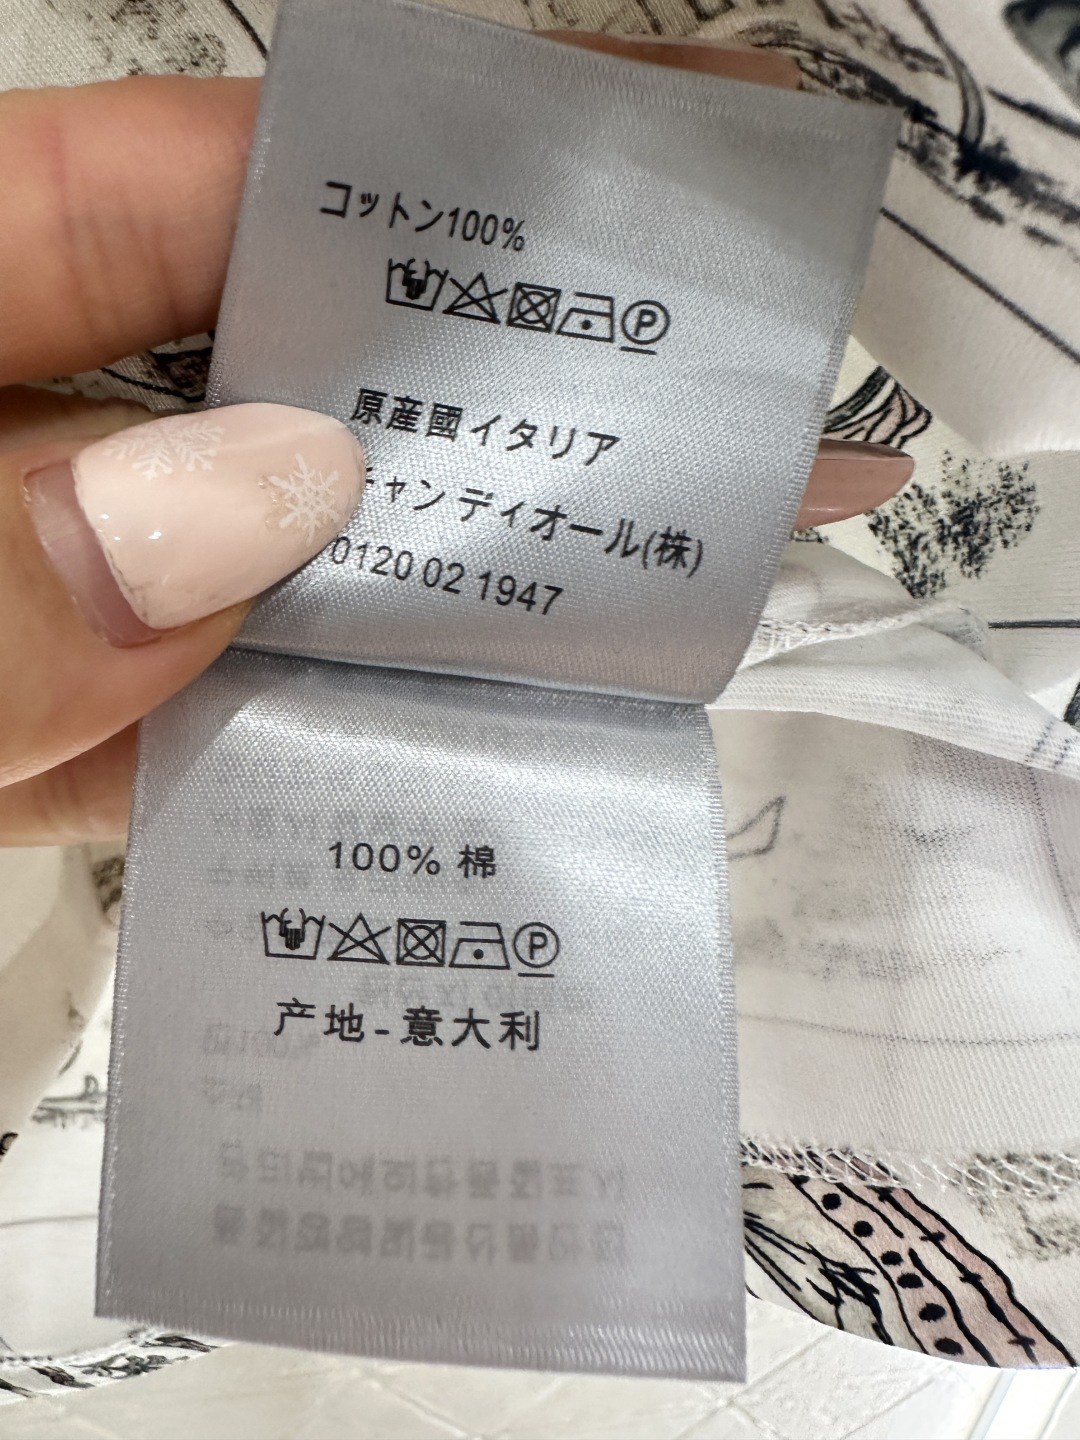 コットン100%
P
原産國イタリア
ャン ディオール(株)
0120 02 1947
100% 棉
P
产地-意大利